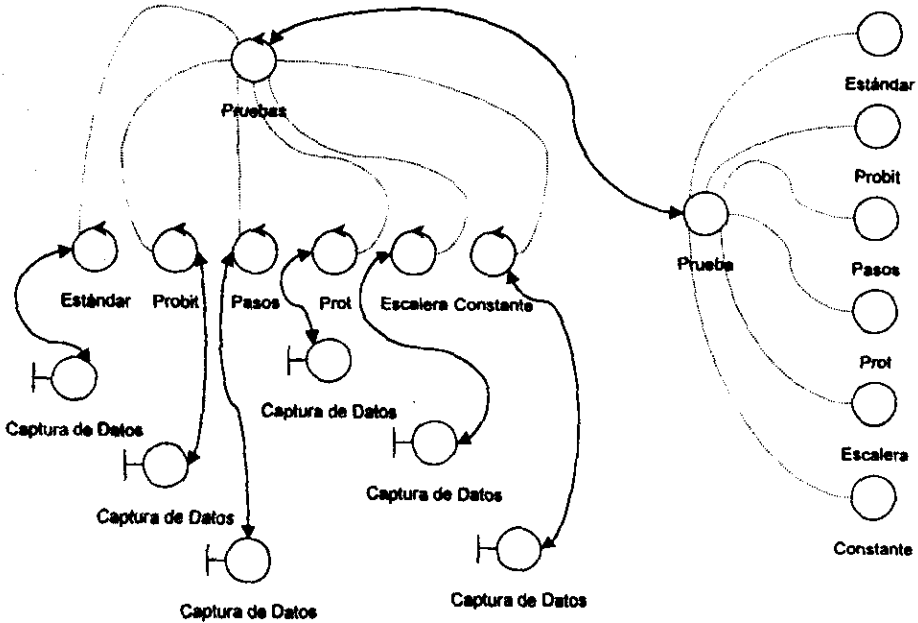 Pruebas
Estándar
Probit
Pasos
Prot
Escalera
Constante
Captura de Datos
Captura de Datos
Captura de Datos
Captura de Datos
Captura de Datos
Captura de Datos
Prueba
Estándar
Probit
Pasos
Prot
Escalera
Constante